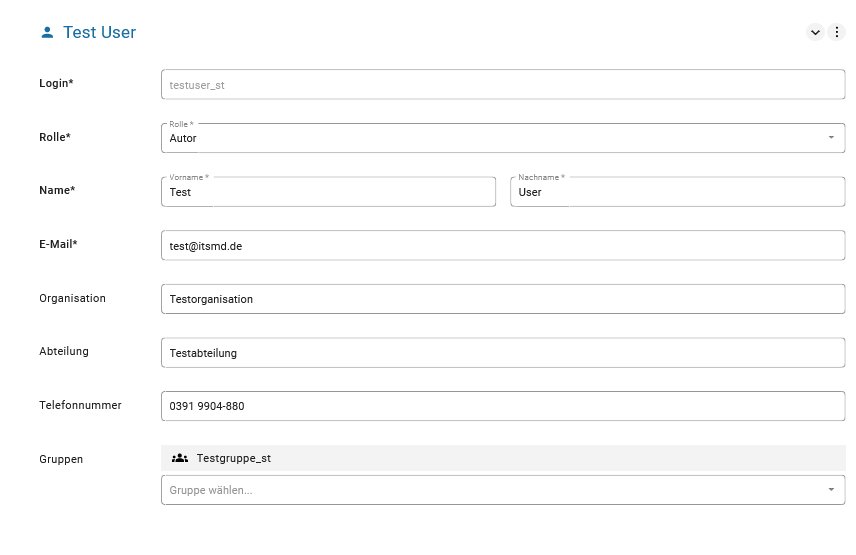 Test User
Login*
testuser_st
Rolle*
Rolle *
Autor
Name*
Vorname *
Test
Nachname *
User
E-Mail*
test@itsmd.de
Organisation
Testorganisation
Abteilung
Testabteilung
Telefonnummer
0391 9904-880
Gruppen
Testgruppe_st
Gruppe wählen...